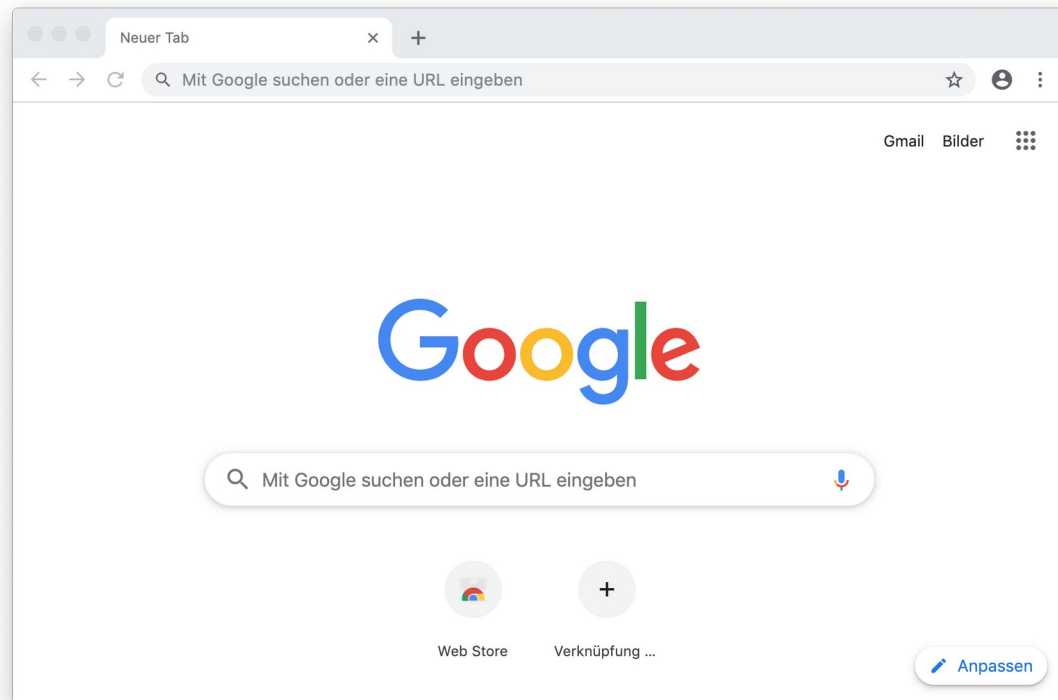 Neuer Tab
Mit Google suchen oder eine URL eingeben
Gmail Bilder
Google
Mit Google suchen oder eine URL eingeben
Web Store Verknüpfung ...
Anpassen